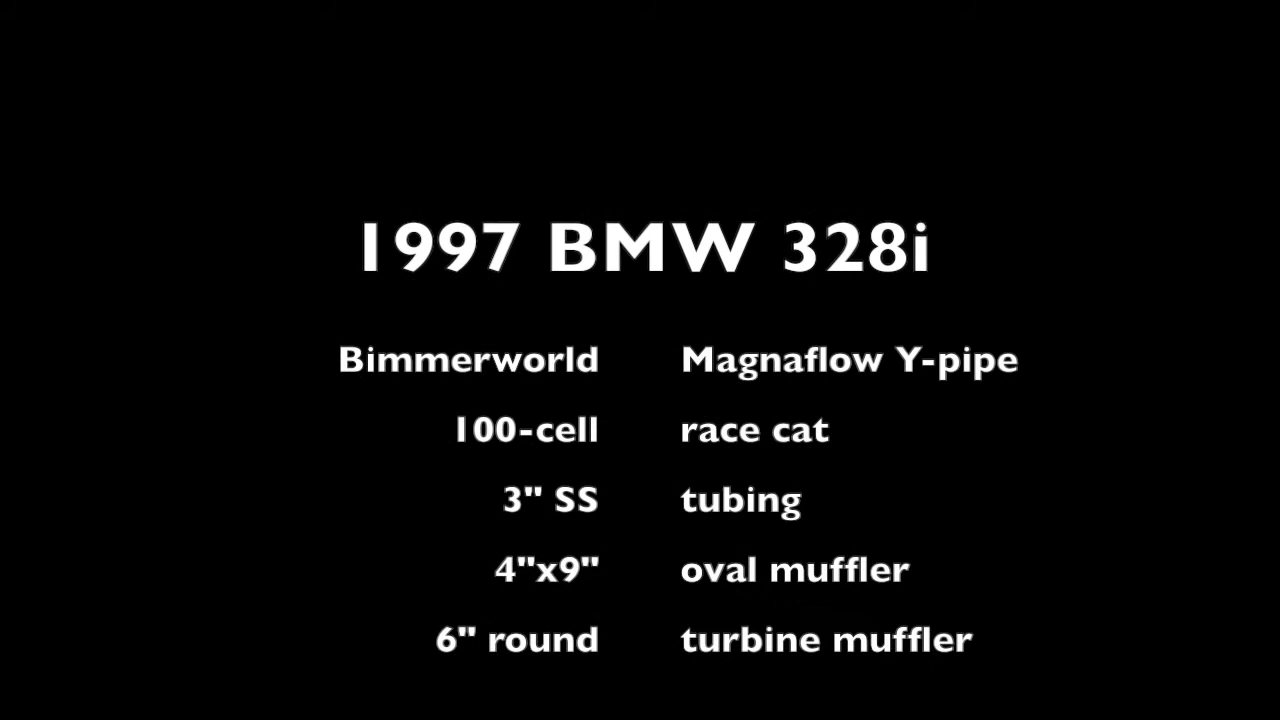 1997 BMW 328i
Bimmerworld Magnaflow Y-pipe
100-cell race cat
3" SS tubing
4"x9" oval muffler
6" round turbine muffler